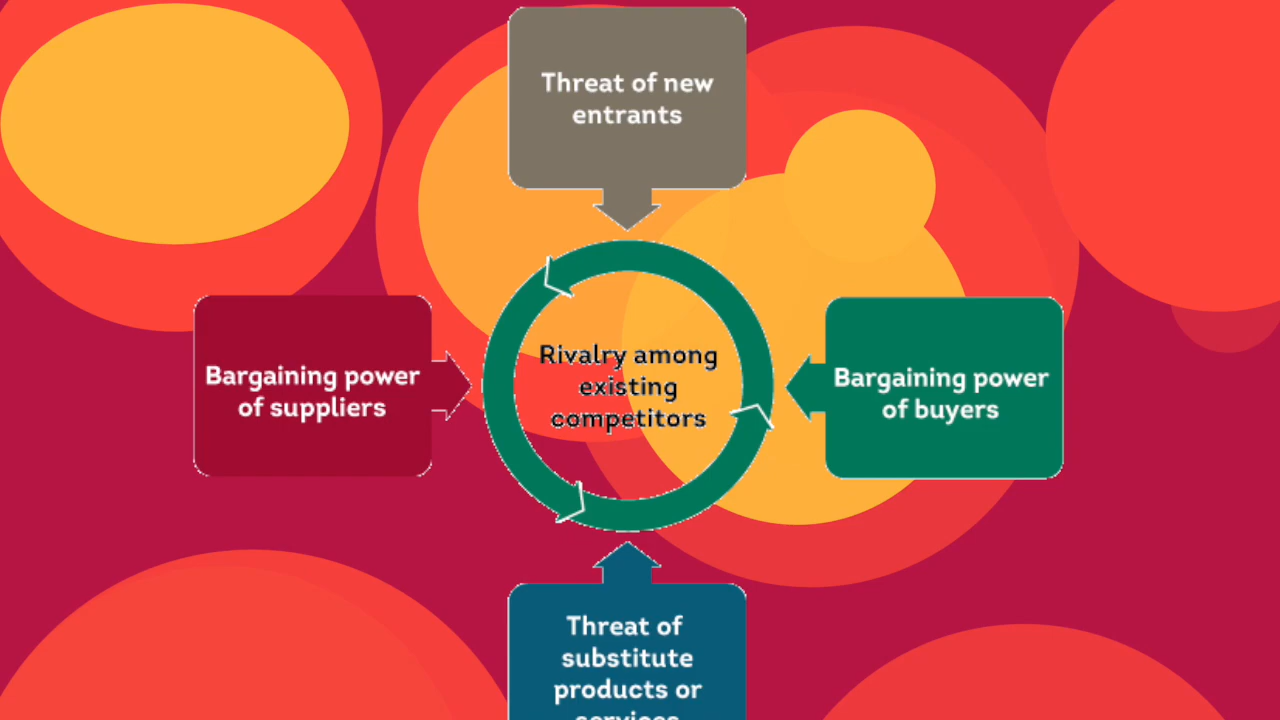 Threat of new
entrants
Bargaining power
of suppliers
Rivalry among
existing
competitors
Bargaining power
of buyers
Threat of
substitute
products or
services